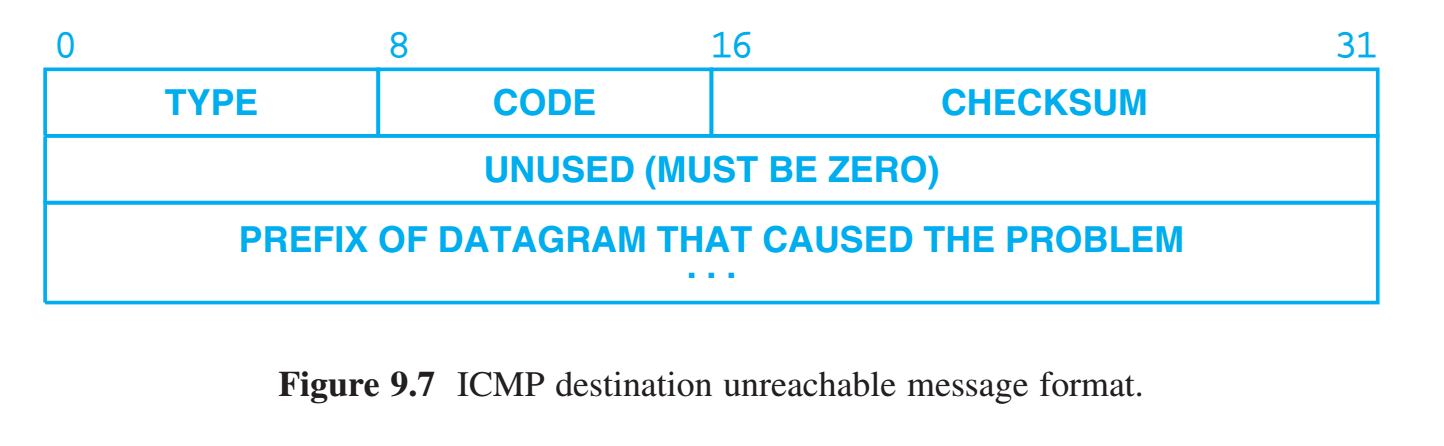 0 8 16 31
TYPE CODE CHECKSUM
UNUSED (MUST BE ZERO)
PREFIX OF DATAGRAM THAT CAUSED THE PROBLEM
. . .
Figure 9.7 ICMP destination unreachable message format.